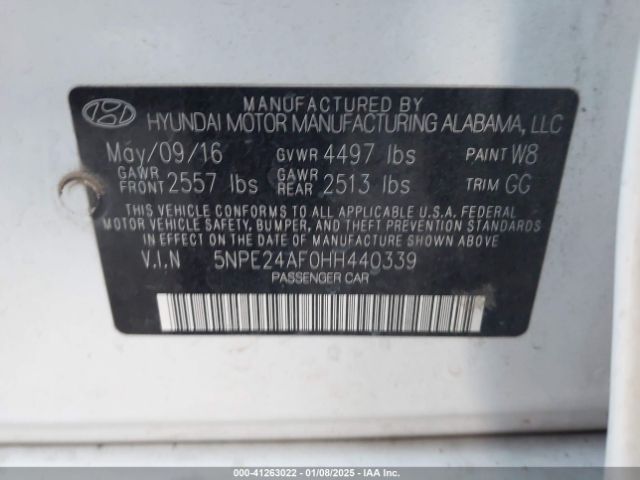 MANUFACTURED BY
HYUNDAI MOTOR MANUFACTURING ALABAMA, LLC
May/09/16 GVWR 4497 lbs PAINT W8
GAWR FRONT 2557 lbs GAWR REAR 2513 lbs TRIM GG
THIS VEHICLE CONFORMS TO ALL APPLICABLE U.S.A. FEDERAL
MOTOR VEHICLE SAFETY, BUMPER, AND THEFT PREVENTION STANDARDS
IN EFFECT ON THE DATE OF MANUFACTURE SHOWN ABOVE.
V.I.N 5NPE24AF0HH440339
PASSENGER CAR
000-41263022 - 01/08/2025 - IAAI.COM